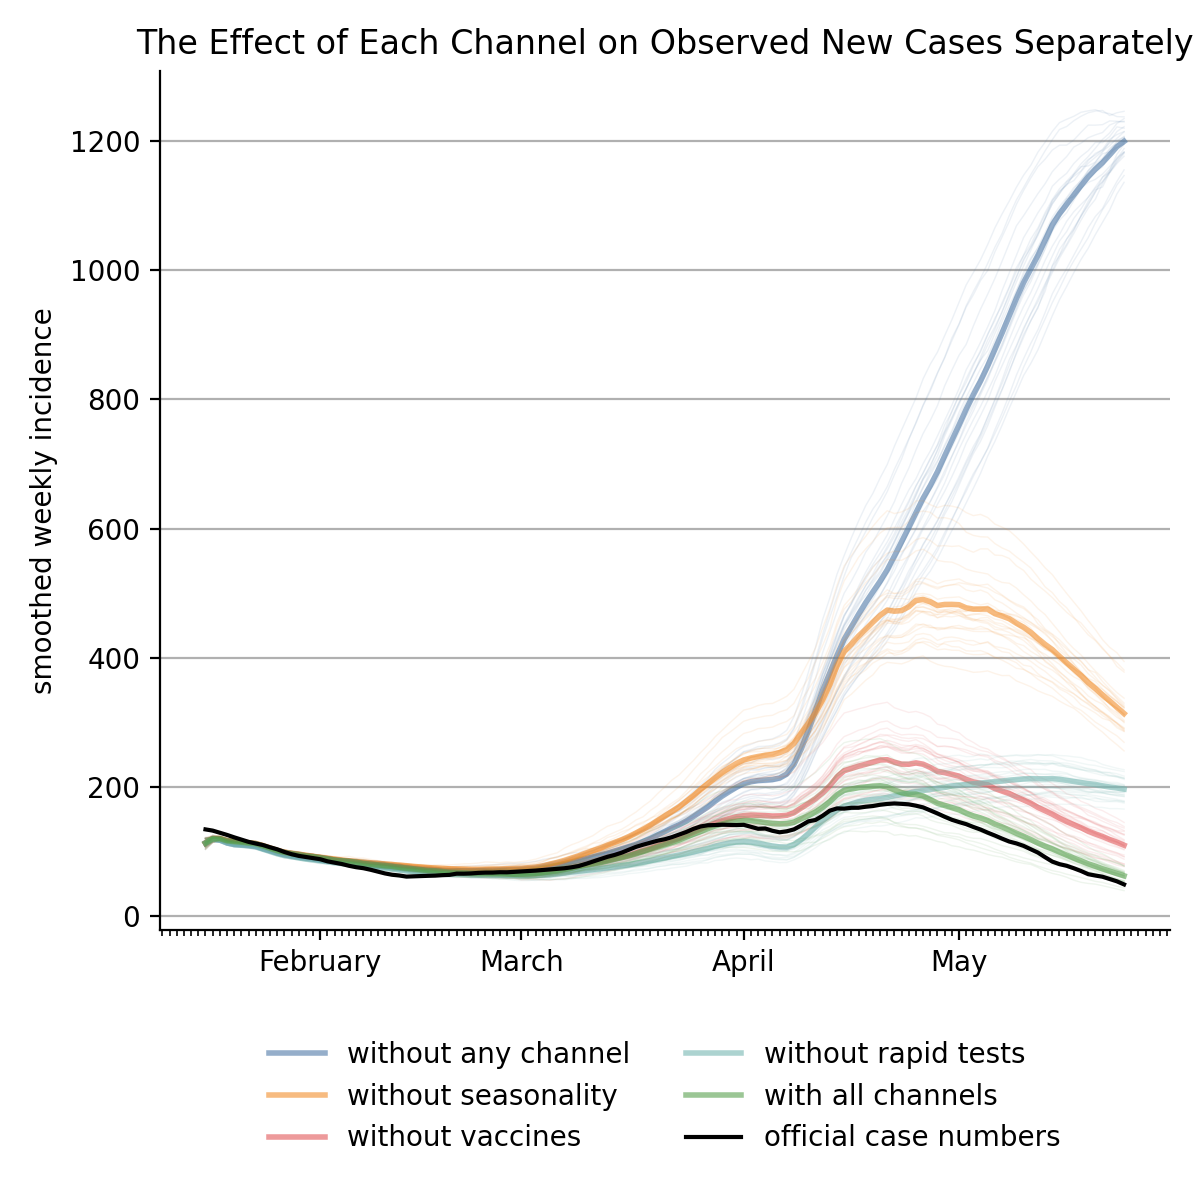 The Effect of Each Channel on Observed New Cases Separately
smoothed weekly incidence
1200
1000
800
600
400
200
0
February
March
April
May
without any channel
without seasonality
without vaccines
without rapid tests
with all channels
official case numbers